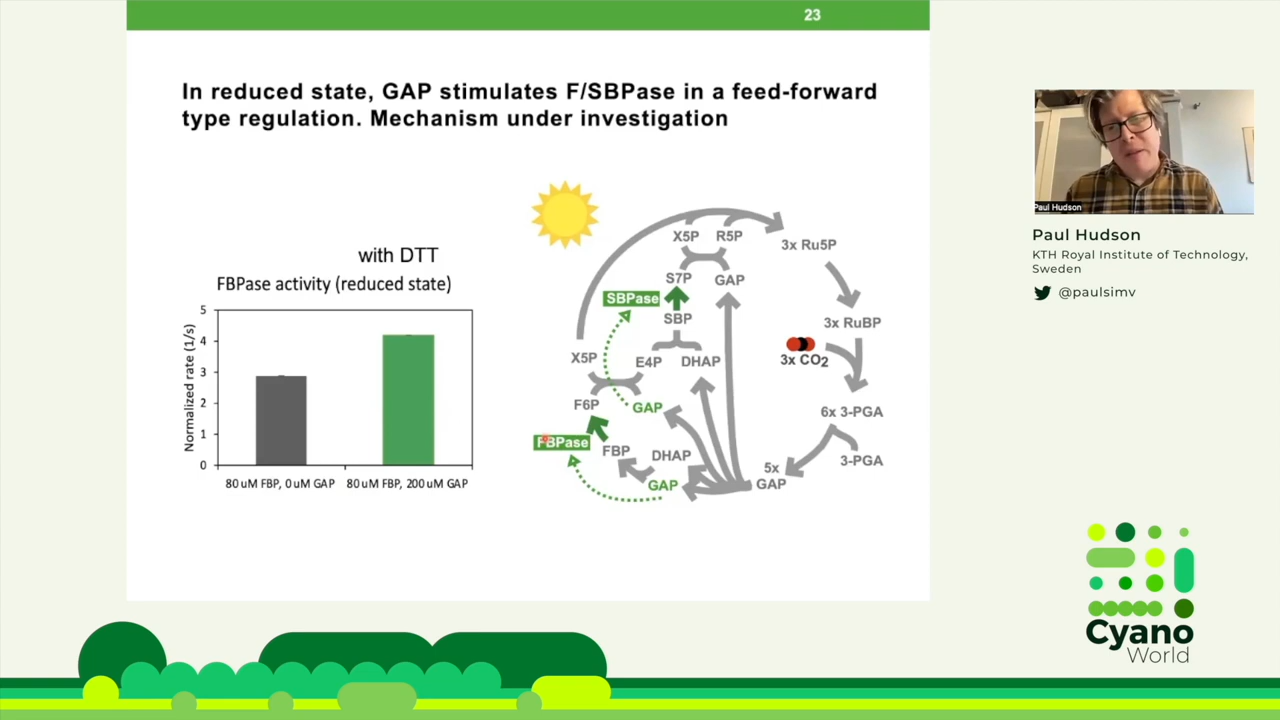 23
In reduced state, GAP stimulates F/SBPase in a feed-forward
type regulation. Mechanism under investigation
with DTT
FBPase activity (reduced state)
Normalized rate (1/s)
5
4
3
2
1
0
80 uM FBP, 0 uM GAP
80 uM FBP, 200 uM GAP
X5P
R5P
3x Ru5P
S7P
GAP
SBPase
SBP
3x RuBP
X5P
E4P
DHAP
3x CO2
F6P
GAP
6x 3-PGA
FBPase
FBP
DHAP
3-PGA
5x
GAP
GAP
Paul Hudson
Paul Hudson
KTH Royal Institute of Technology,
Sweden
@paulsimv
Cyano
World